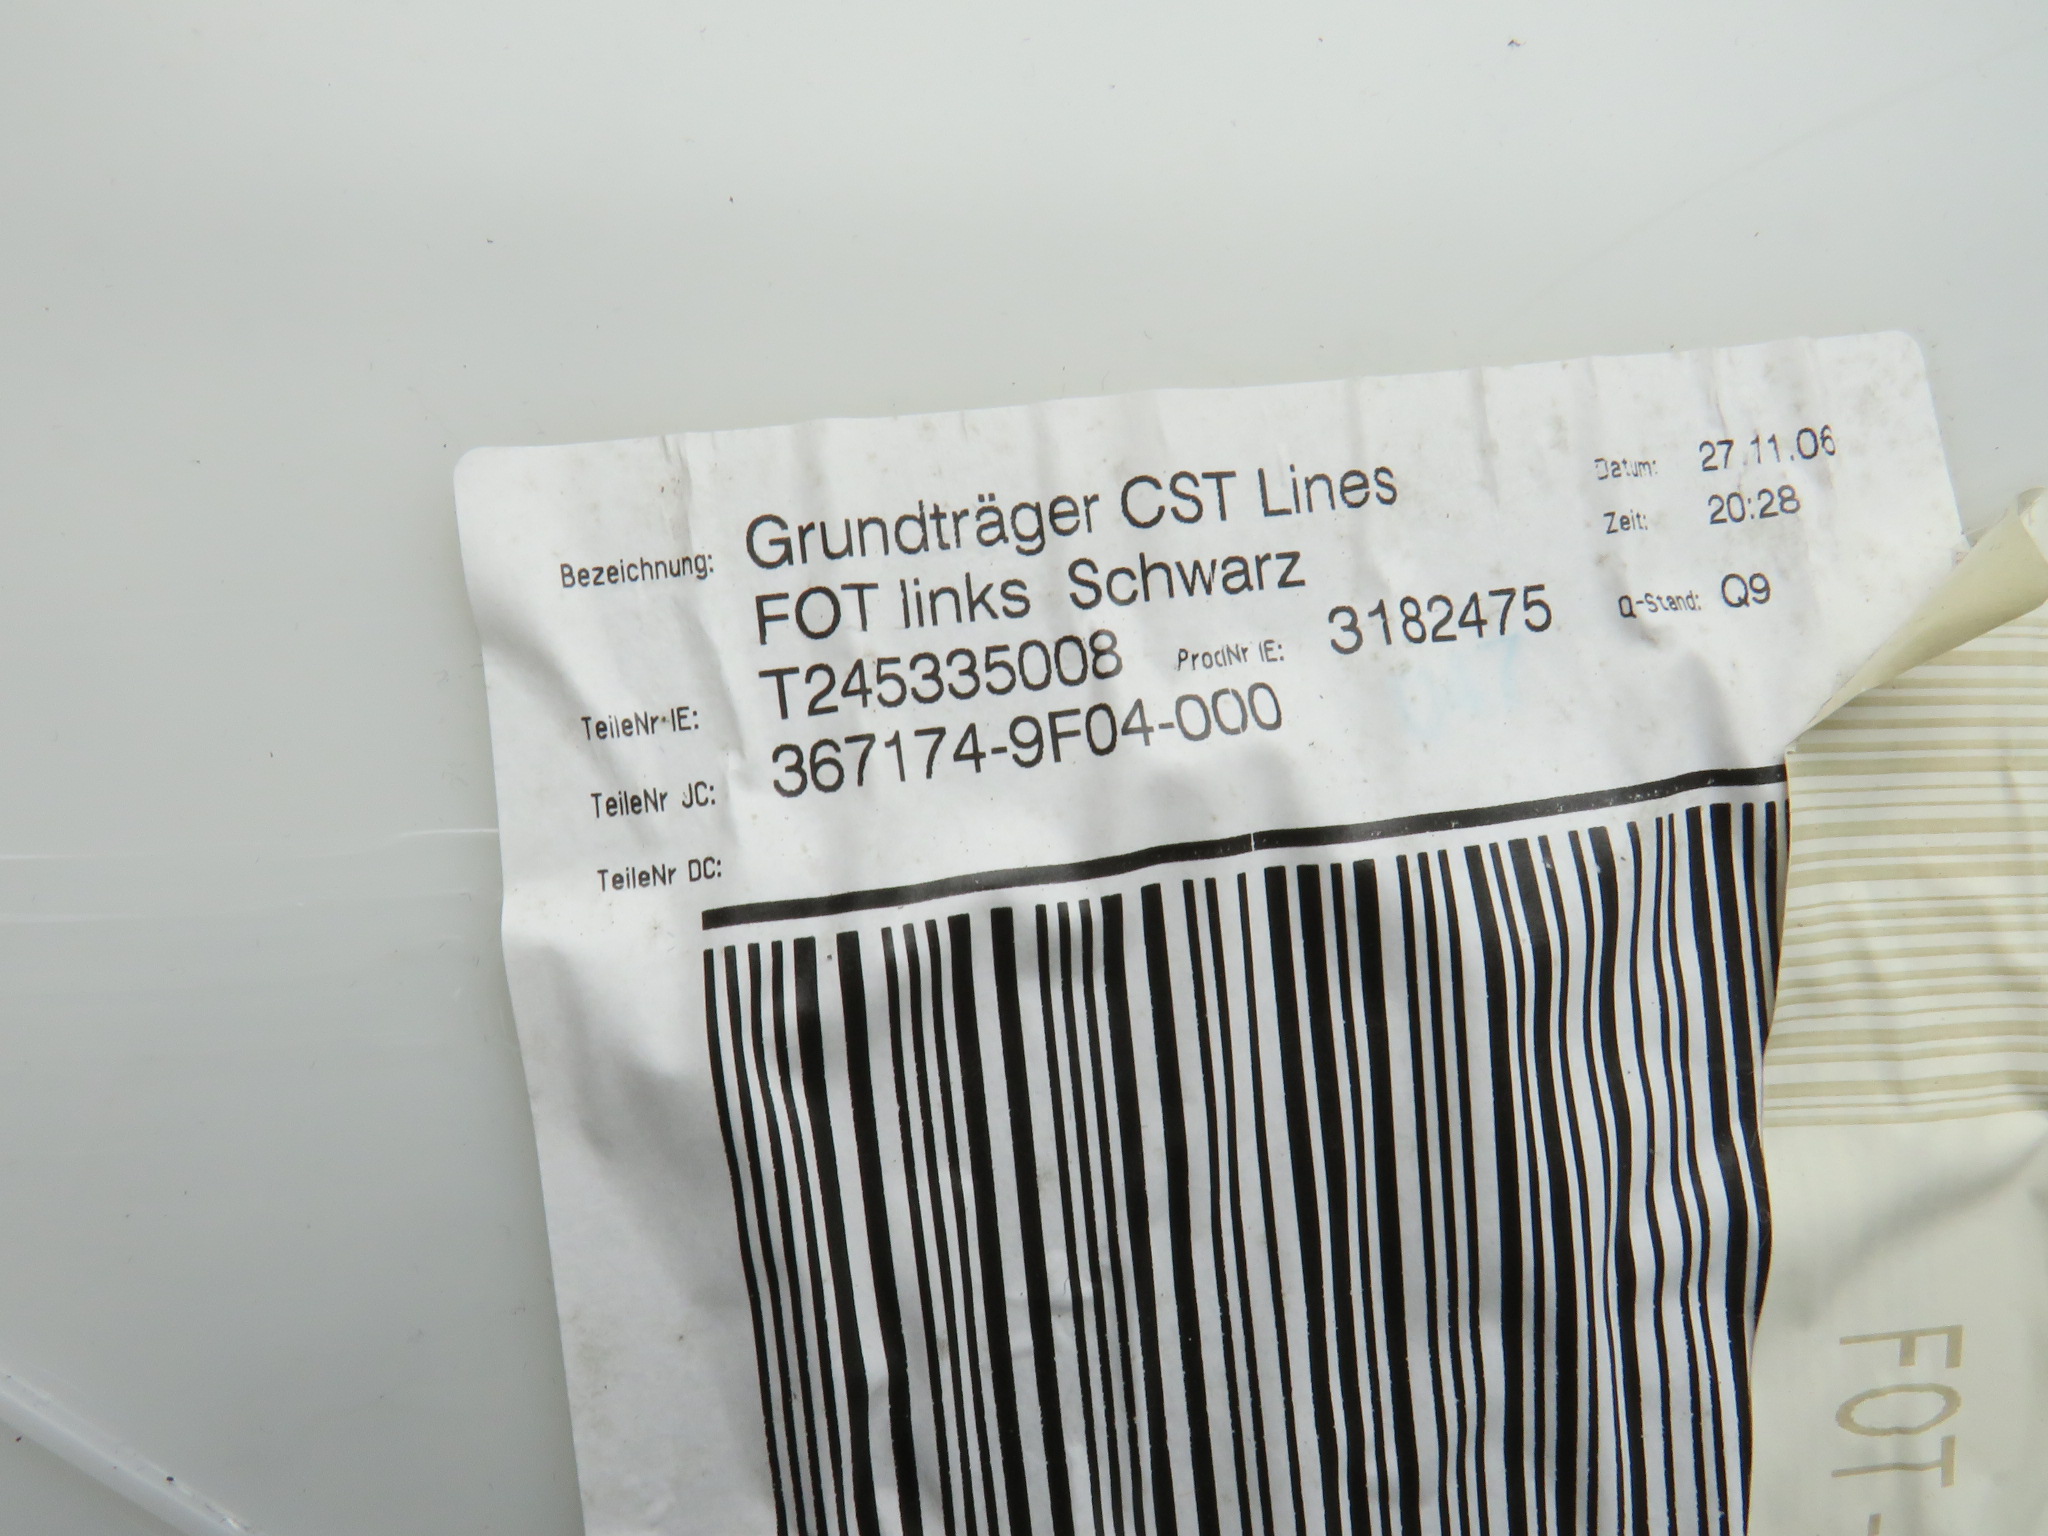 Bezeichnung: Grundträger CST Lines
FOT links Schwarz
Datum: 27.11.06
Zeit: 20:28
TeileNr IE: T245335008 ProdNr IE: 3182475 Q-Stand: Q9
TeileNr JC: 367174-9F04-000
TeileNr DC:
FOT -